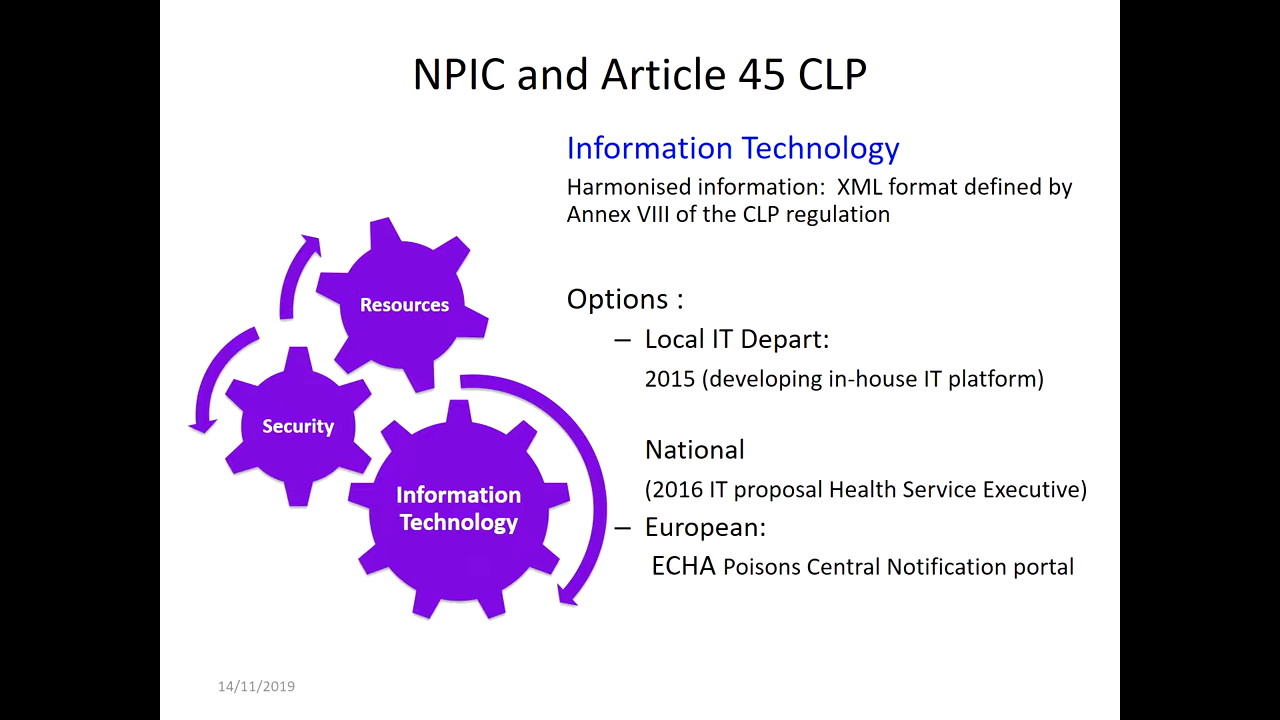 NPIC and Article 45 CLP
Information Technology
Harmonised information: XML format defined by
Annex VIII of the CLP regulation
Options :
– Local IT Depart:
2015 (developing in-house IT platform)
National
(2016 IT proposal Health Service Executive)
– European:
ECHA Poisons Central Notification portal
Resources
Security
Information
Technology
14/11/2019